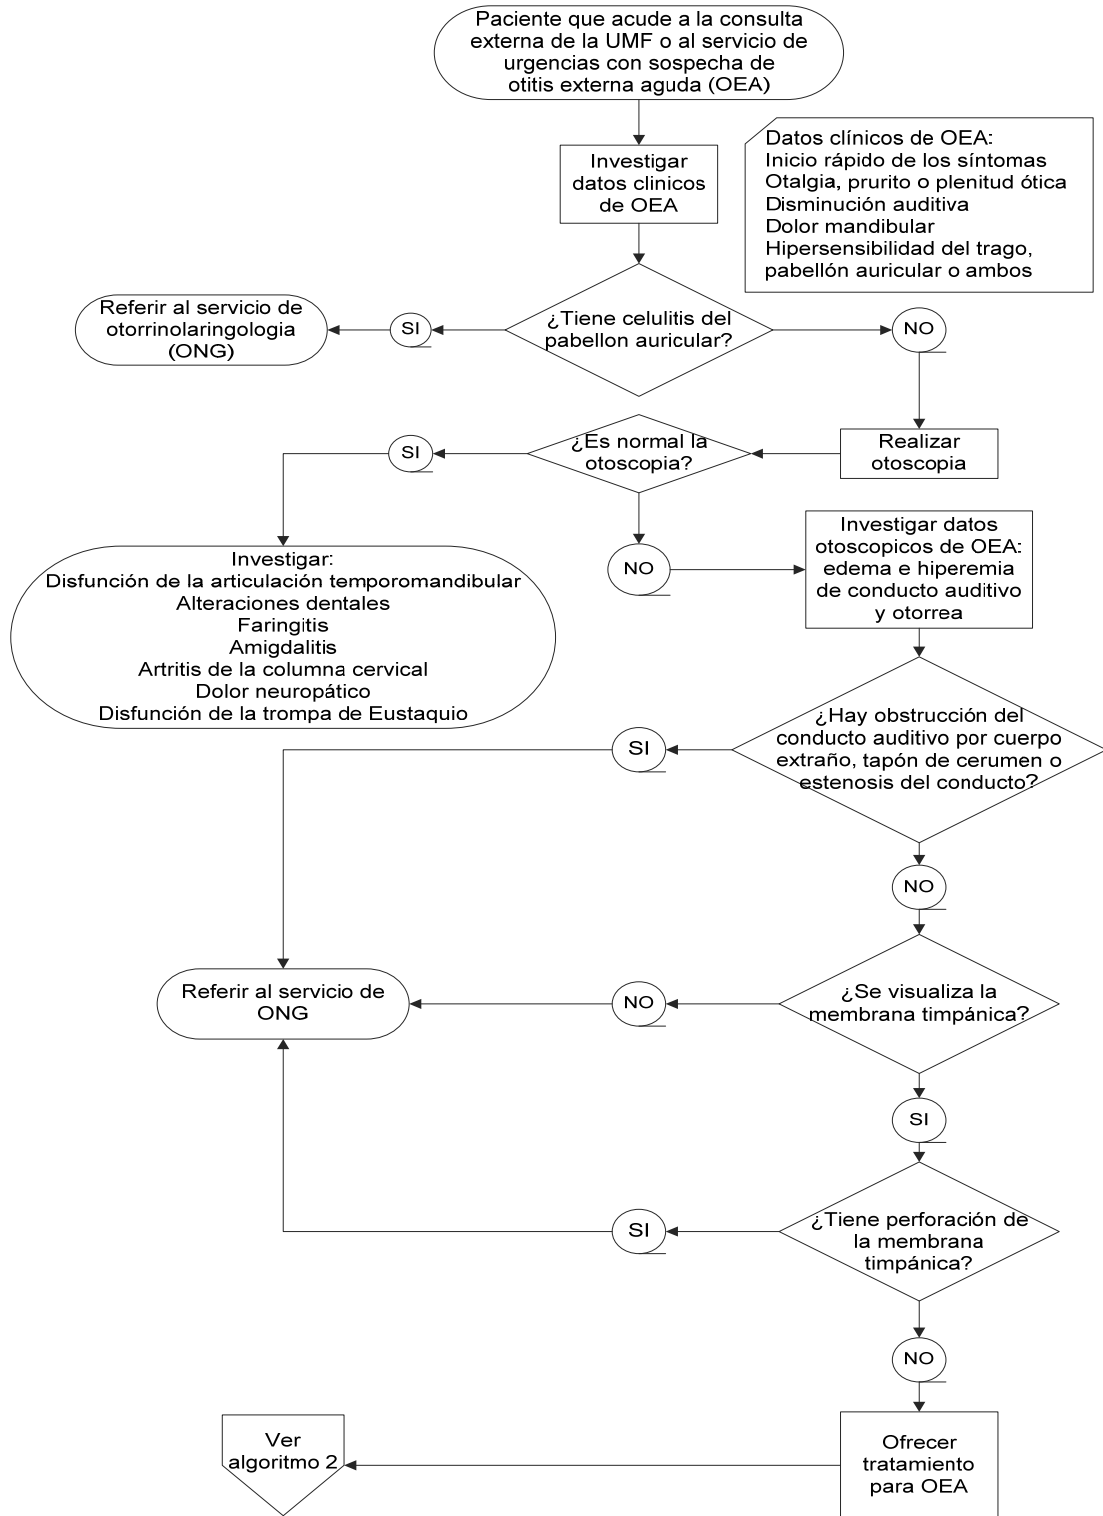 Paciente que acude a la consulta
externa de la UMF o al servicio de
urgencias con sospecha de
otitis externa aguda (OEA)
Investigar
datos clinicos
de OEA
Datos clínicos de OEA:
Inicio rápido de los síntomas
Otalgia, prurito o plenitud ótica
Disminución auditiva
Dolor mandibular
Hipersensibilidad del trago,
pabellón auricular o ambos
¿Tiene celulitis del
pabellon auricular?
SI
Referir al servicio de
otorrinolaringologia
(ONG)
NO
Realizar
otoscopia
¿Es normal la
otoscopia?
SI
Investigar:
Disfunción de la articulación temporomandibular
Alteraciones dentales
Faringitis
Amigdalitis
Artritis de la columna cervical
Dolor neuropático
Disfunción de la trompa de Eustaquio
NO
Investigar datos
otoscopicos de OEA:
edema e hiperemia
de conducto auditivo
y otorrea
¿Hay obstrucción del
conducto auditivo por cuerpo
extraño, tapón de cerumen o
estenosis del conducto?
SI
NO
¿Se visualiza la
membrana timpánica?
NO
Referir al servicio de
ONG
SI
¿Tiene perforación de
la membrana
timpánica?
SI
NO
Ofrecer
tratamiento
para OEA
Ver
algoritmo 2